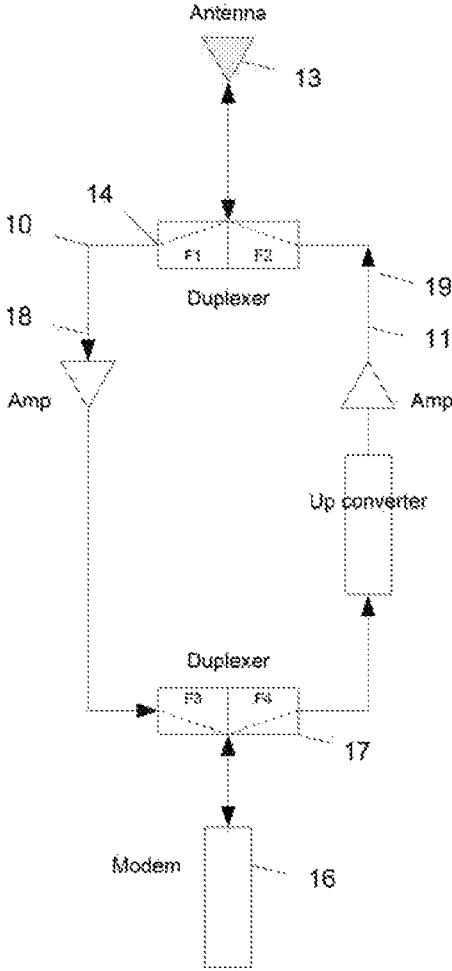 Antenna
13
14
10
F1
F2
Duplexer
19
18
11
Amp
Amp
Up converter
Duplexer
F3
F4
17
Modem
16